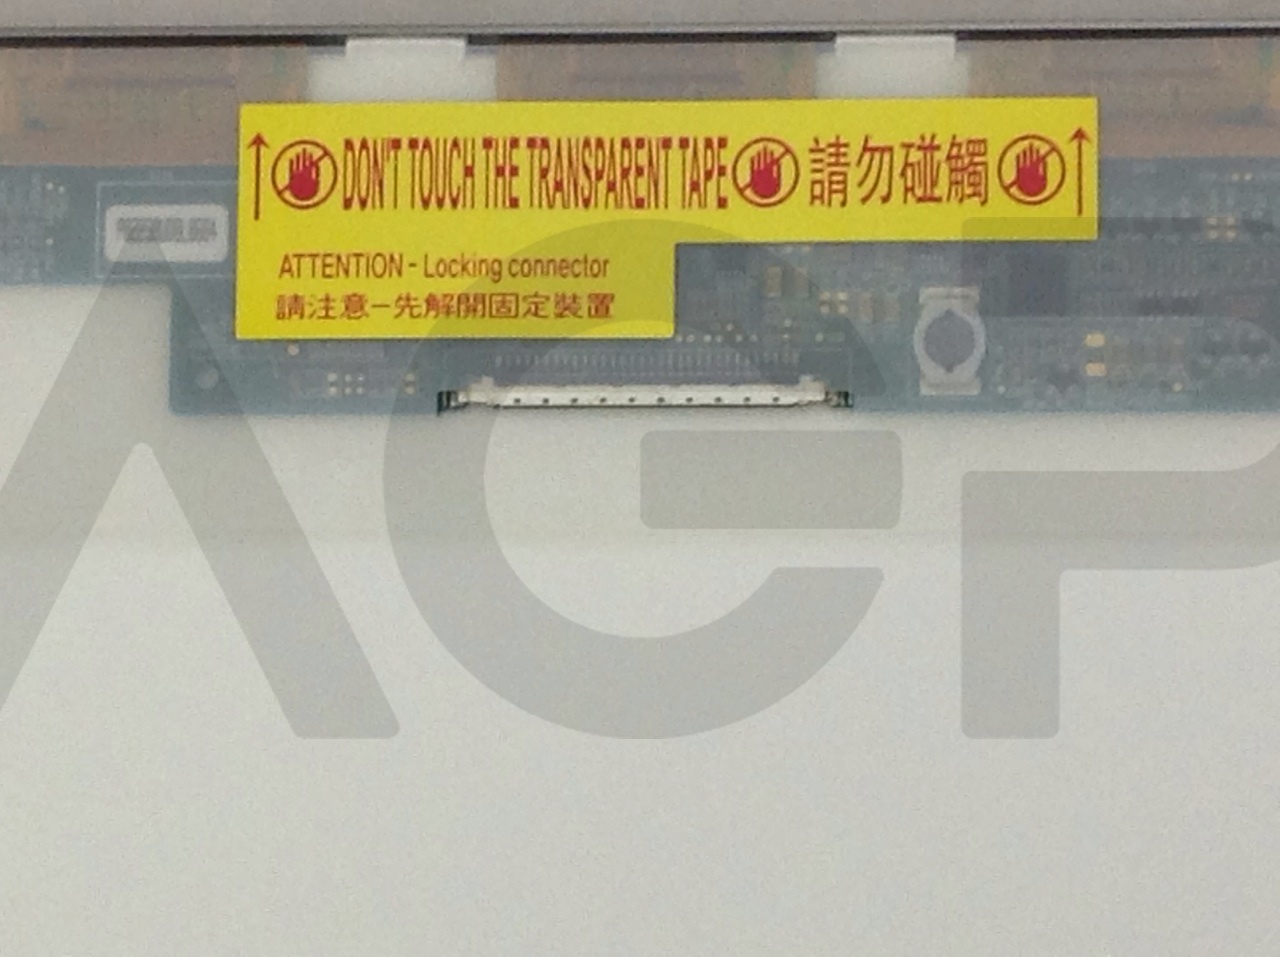 DON'T TOUCH THE TRANSPARENT TAPE 請勿碰觸
ATTENTION - Locking connector
請注意－先解開固定裝置
AGP